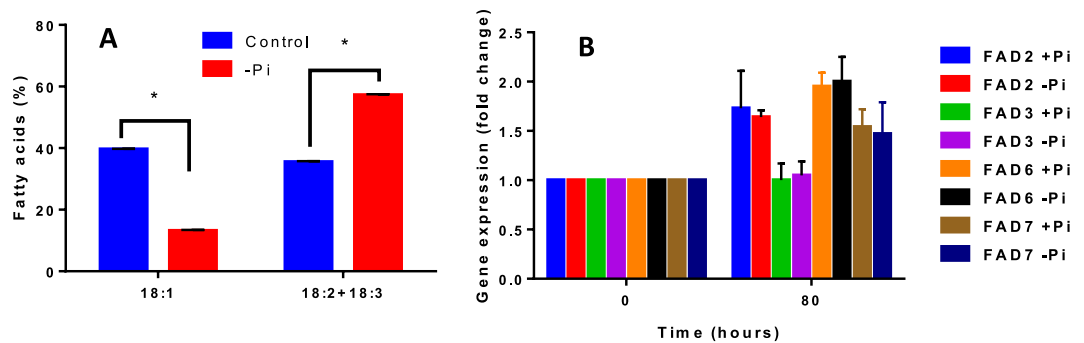 A
Control
-Pi
*
*
Fatty acids (%)
80
60
40
20
0
18:1
18:2+18:3
B
Gene expression (fold change)
2.5
2.0
1.5
1.0
0.5
0.0
0
80
Time (hours)
FAD2 +Pi
FAD2 -Pi
FAD3 +Pi
FAD3 -Pi
FAD6 +Pi
FAD6 -Pi
FAD7 +Pi
FAD7 -Pi